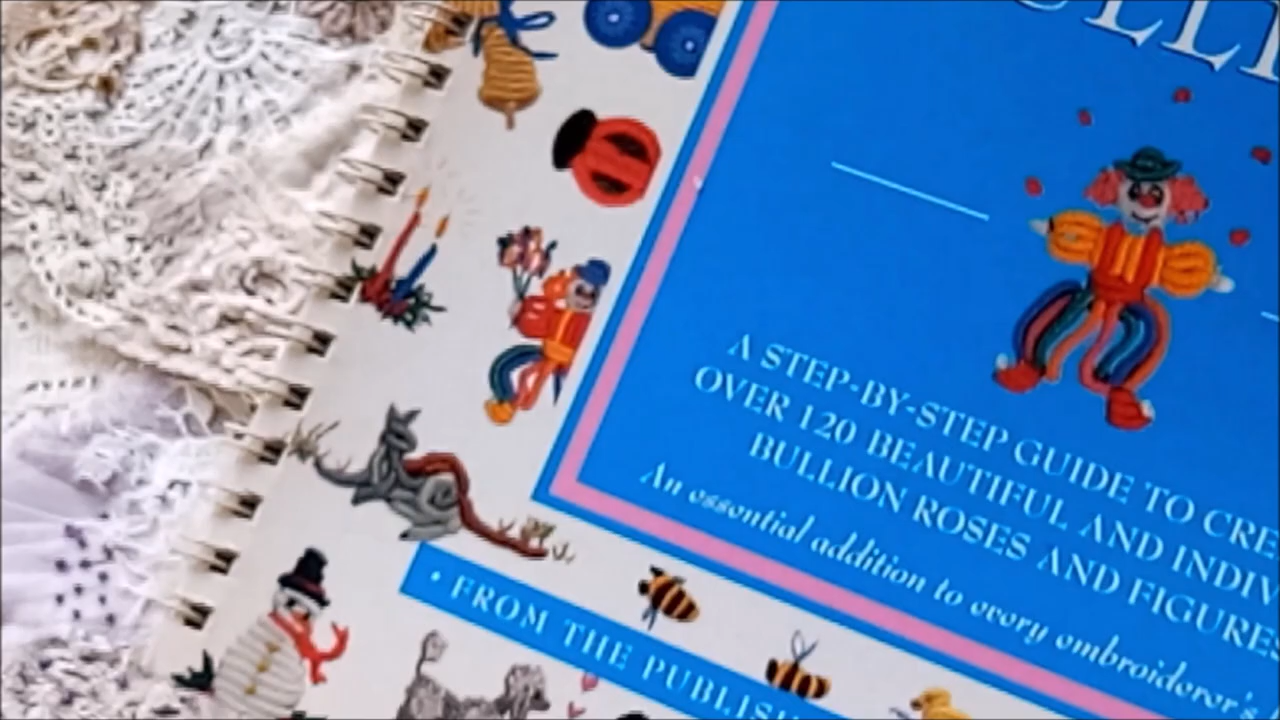 A STEP-BY-STEP GUIDE TO CRE
OVER 120 BEAUTIFUL AND INDIV
BULLION ROSES AND FIGURES
An essential addition to every embroiderer's
• FROM THE PUBLISH